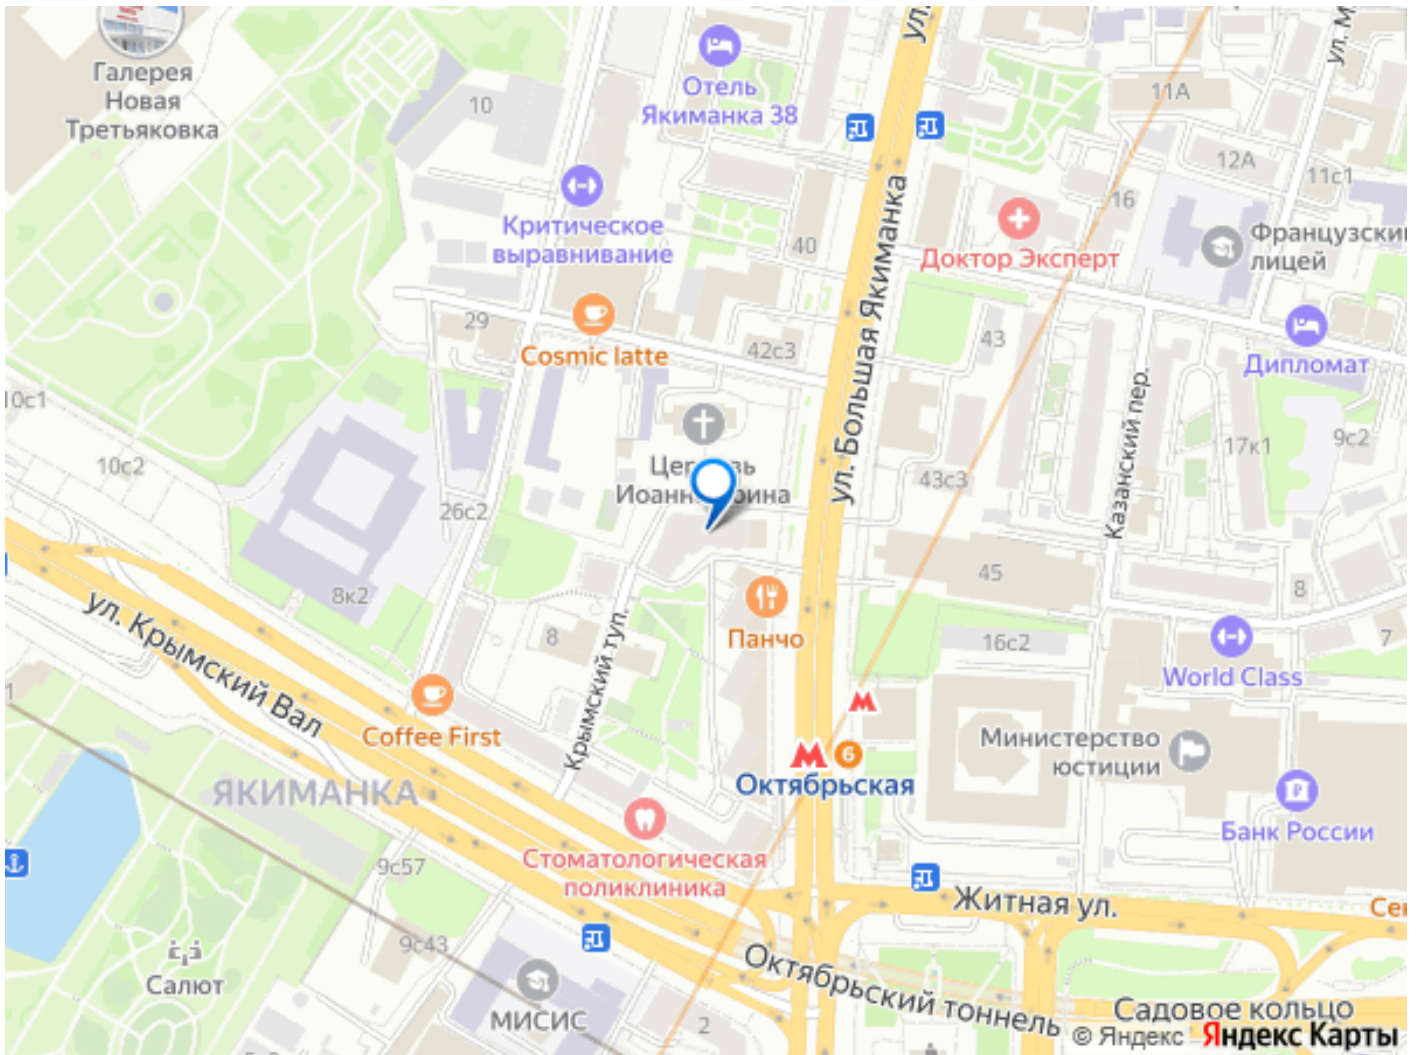 Галерея
Новая
Третьяковка
10
Отель
Якиманка 38
ул.
11А
ул. М
12А
11с1
16
Критическое
выравнивание
40
Доктор Эксперт
Французский
лицей
ул. Большая Якиманка
29
Cosmic latte
42с3
43
Дипломат
10с1
10с2
26с2
Церковь
Иоанн
43с3
Казанский пер.
17к1
9с2
8к2
45
8
ул. Крымский Вал
8
Крымский туп.
Панчо
16с2
7
World Class
1
Coffee First
М
М
6
Октябрьская
Министерство
юстиции
ЯКИМАНКА
Банк России
Стоматологическая
поликлиника
9с57
Житная ул.
9с43
Салют
МИСИС
2
Октябрьский тоннель
Садовое кольцо
© Яндекс Яндекс Карты